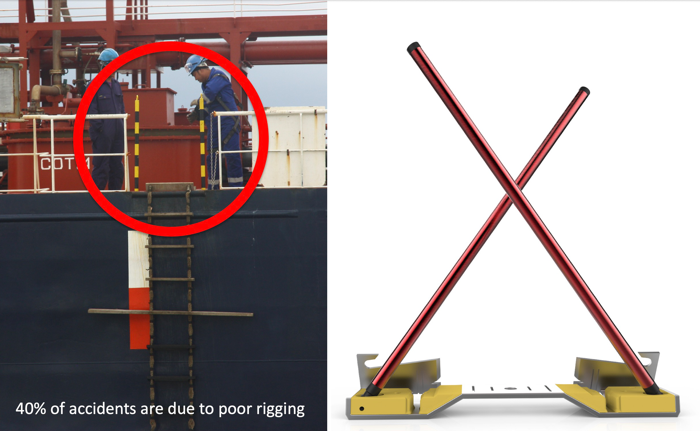 COT
40% of accidents are due to poor rigging